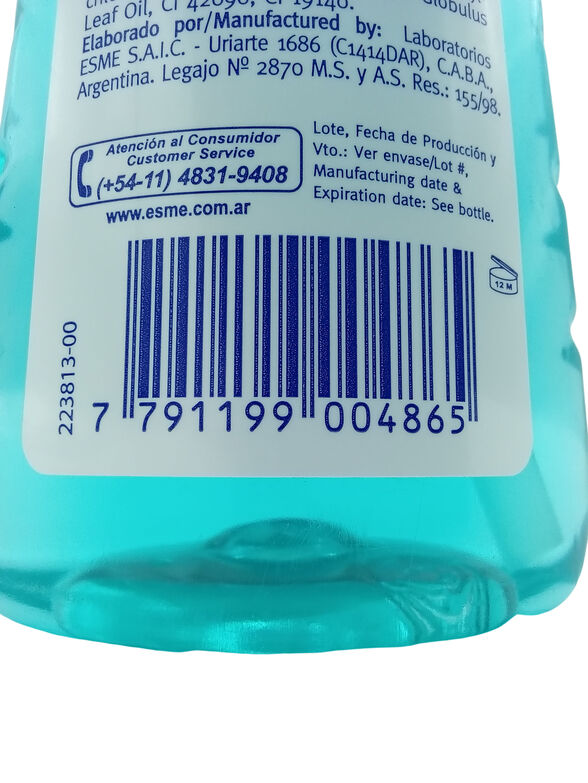 Globulus
Leaf Oil, CI 42090, CI 19140.
Elaborado por/Manufactured by: Laboratorios
ESME S.A.I.C. - Uriarte 1686 (C1414DAR), C.A.B.A.,
Argentina. Legajo Nº 2870 M.S. y A.S. Res.: 155/98.
Atención al Consumidor
Customer Service
(+54-11) 4831-9408
www.esme.com.ar
Lote, Fecha de Producción y
Vto.: Ver envase/Lot #,
Manufacturing date &
Expiration date: See bottle.
12 M
223813-00
7 791199 004865